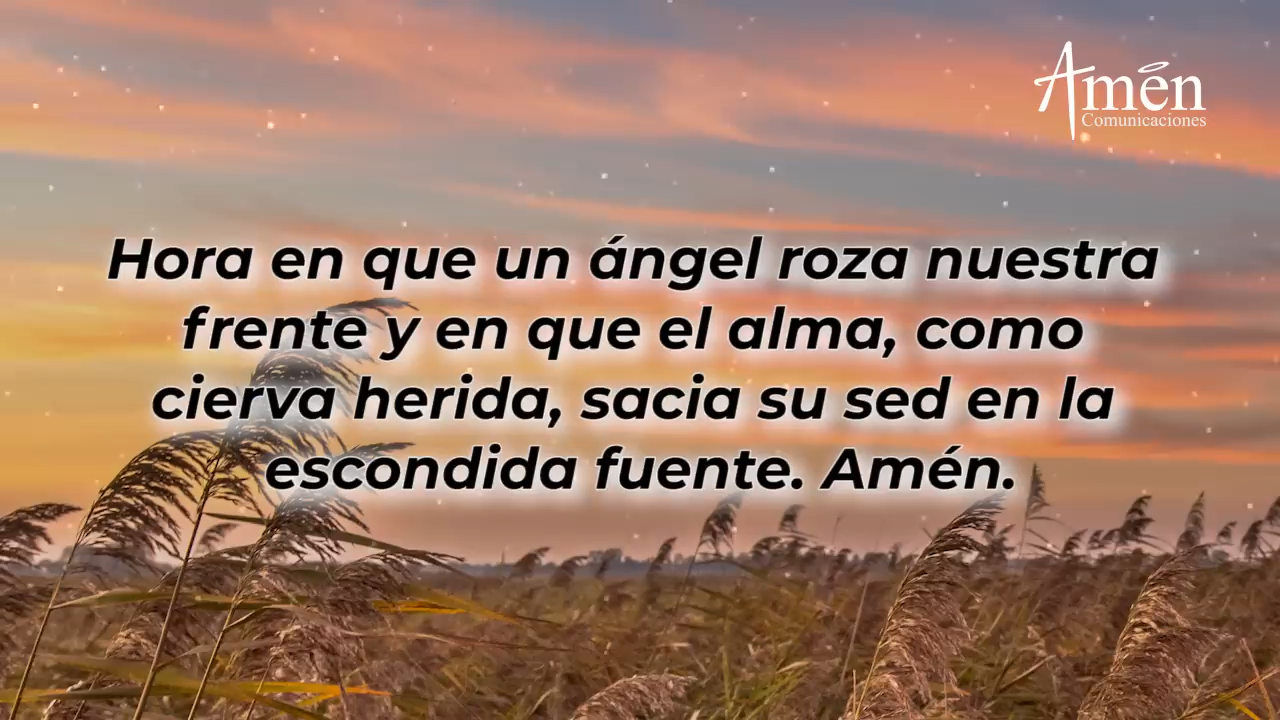 Amén
Comunicaciones
Hora en que un ángel roza nuestra
frente y en que el alma, como
cierva herida, sacia su sed en la
escondida fuente. Amén.